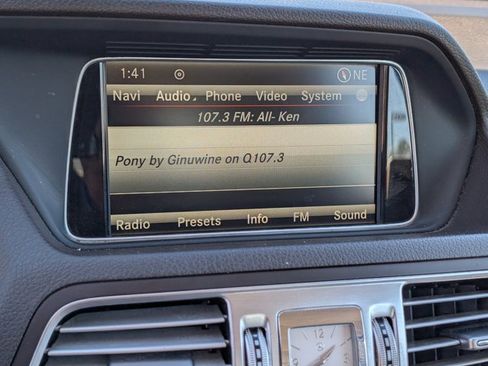 1:41 NE
Navi Audio Phone Video System
107.3 FM: All- Ken
Pony by Ginuwine on Q107.3
Radio Presets Info FM Sound
12